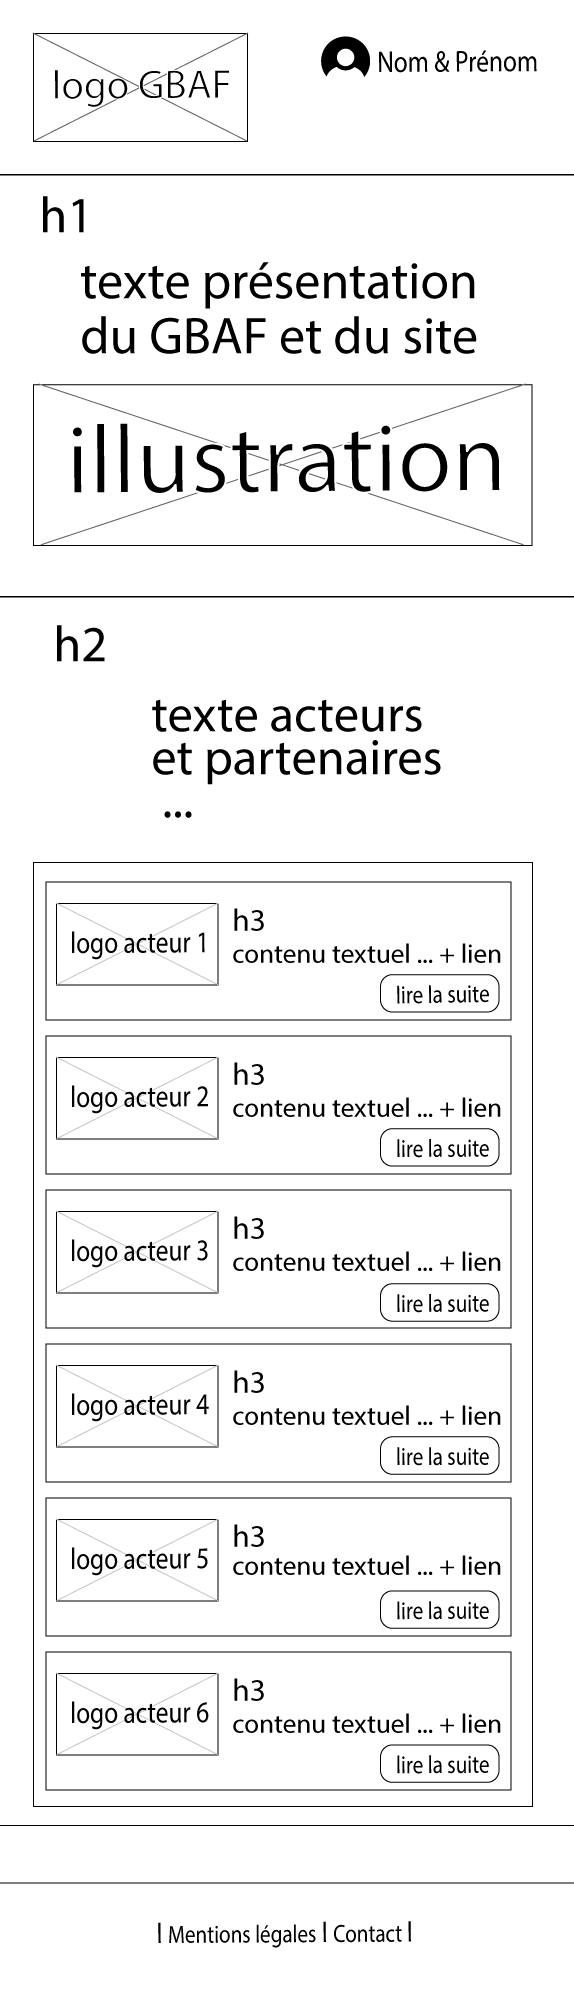 logo GBAF
Nom & Prénom
h1
texte présentation
du GBAF et du site
illustration
h2
texte acteurs
et partenaires
...
logo acteur 1
h3
contenu textuel ... + lien
lire la suite
logo acteur 2
h3
contenu textuel ... + lien
lire la suite
logo acteur 3
h3
contenu textuel ... + lien
lire la suite
logo acteur 4
h3
contenu textuel ... + lien
lire la suite
logo acteur 5
h3
contenu textuel ... + lien
lire la suite
logo acteur 6
h3
contenu textuel ... + lien
lire la suite
| Mentions légales | Contact |